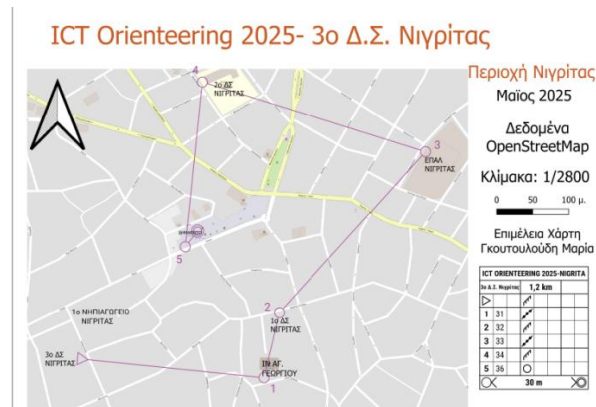 ICT Orienteering 2025- 3ο Δ.Σ. Νιγρίτας
Περιοχή Νιγρίτας
Μαϊος 2025
Δεδομένα
OpenStreetMap
Κλίμακα: 1/2800
0 50 100 μ.
Επιμέλεια Χάρτη
Γκουτουλούδη Μαρία
4
2ο ΔΣ
ΝΙΓΡΙΤΑΣ
3
ΕΠΑΛ
ΝΙΓΡΙΤΑΣ
5
2
1ο ΔΣ
ΝΙΓΡΙΤΑΣ
1ο ΝΗΠΙΑΓΩΓΕΙΟ
ΝΙΓΡΙΤΑΣ
3ο ΔΣ
ΝΙΓΡΙΤΑΣ
ΙΝ ΑΓ.
ΓΕΩΡΓΙΟΥ
1
ICT ORIENTEERING 2025-NIGRITA
3ο Δ.Σ. Νιγρίτας 1,2 km
1 31
2 32
3 33
4 34
5 36
30 m